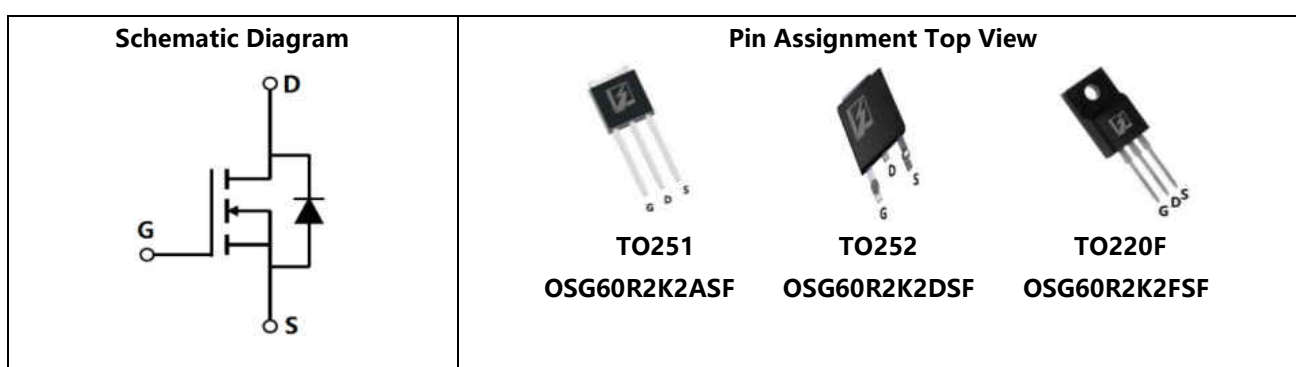 Schematic Diagram
D
G
S
Pin Assignment Top View
G D S
G D S
G D S
TO251 TO252 TO220F
OSG60R2K2ASF OSG60R2K2DSF OSG60R2K2FSF